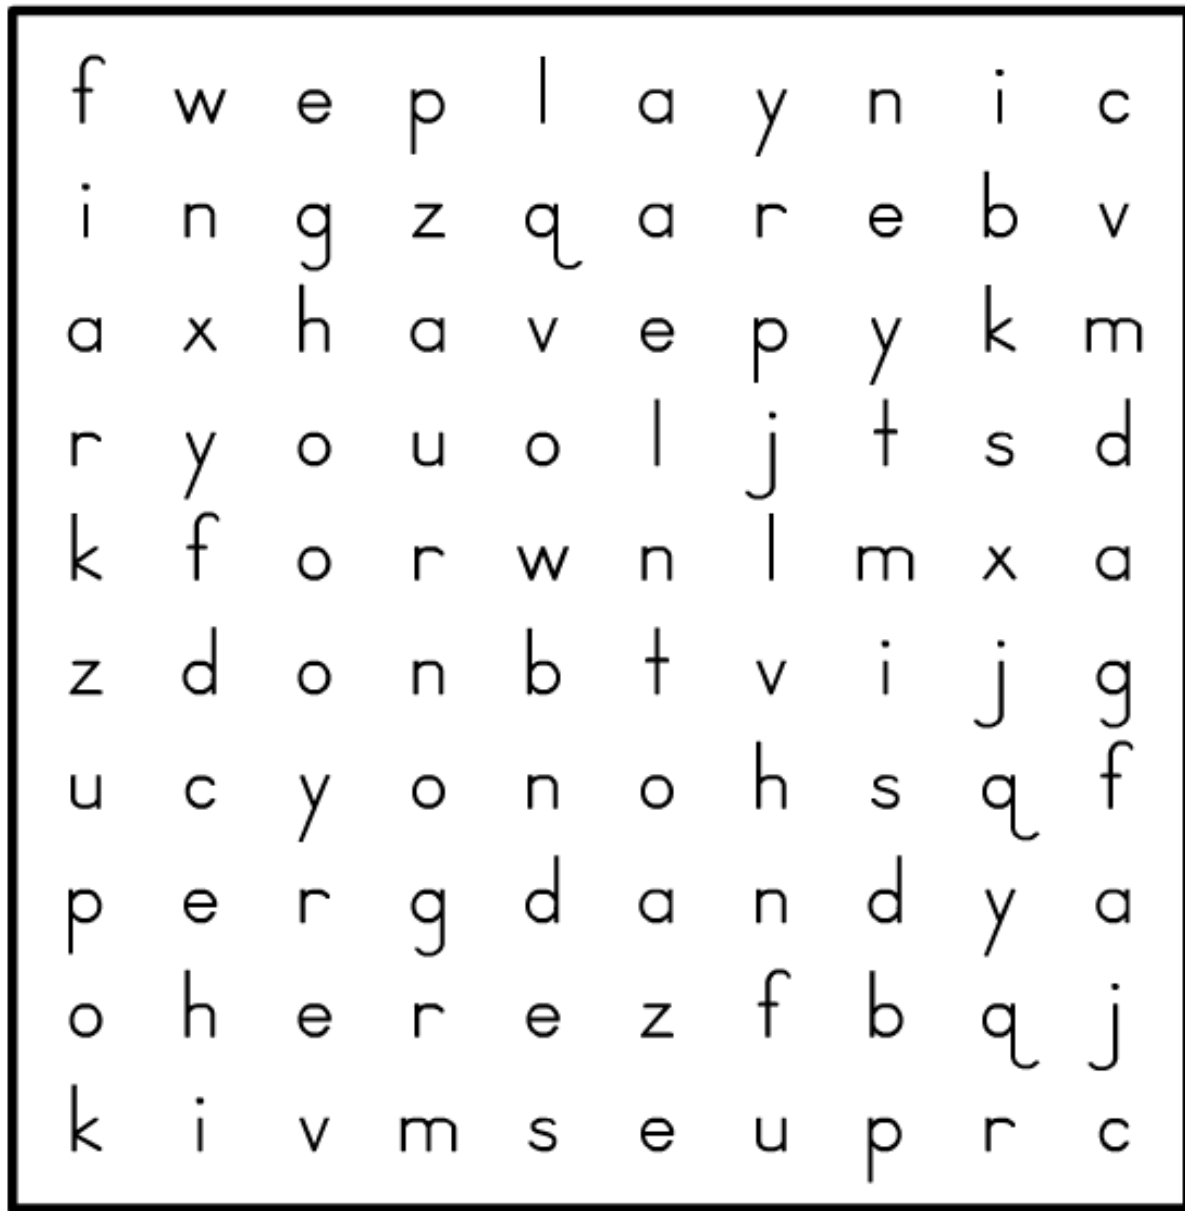 f w e p l a y n i c
i n g z q a r e b v
a x h a v e p y k m
r y o u o l j t s d
k f o r w n l m x a
z d o n b t v i j g
u c y o n o h s q f
p e r g d a n d y a
o h e r e z f b q j
k i v m s e u p r c